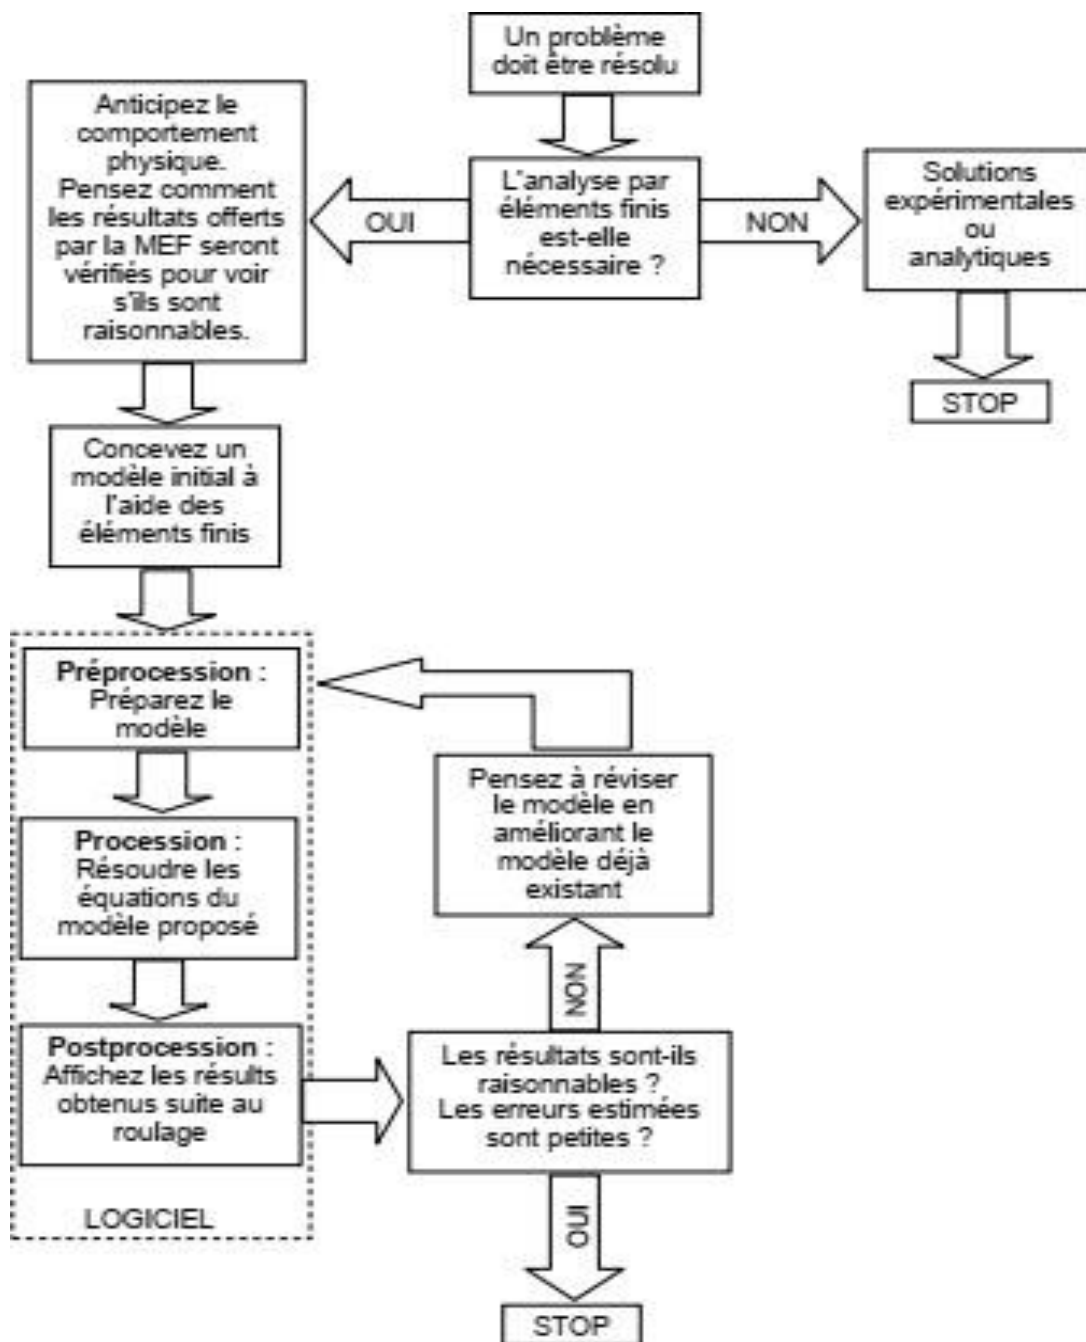 Un problème
doit être résolu
Anticipez le
comportement
physique.
Pensez comment
les résultats offerts
par la MEF seront
vérifiés pour voir
s'ils sont
raisonnables.
OUI
L'analyse par
éléments finis
est-elle
nécessaire ?
NON
Solutions
expérimentales
ou
analytiques
STOP
Concevez un
modèle initial à
l'aide des
éléments finis
Préprocession :
Préparez le
modèle
Procession :
Résoudre les
équations du
modèle proposé
Postprocession :
Affichez les résults
obtenus suite au
roulage
LOGICIEL
Pensez à réviser
le modèle en
améliorant le
modèle déjà
existant
NON
Les résultats sont-ils
raisonnables ?
Les erreurs estimées
sont petites ?
OUI
STOP